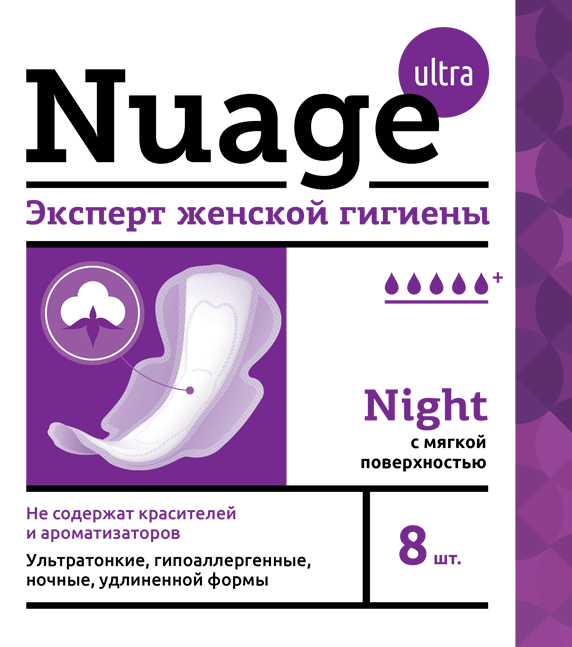 ultra
Nuage
Эксперт женской гигиены
+
Night
с мягкой
поверхностью
Не содержат красителей
и ароматизаторов
Ультратонкие, гипоаллергенные,
ночные, удлиненной формы
8 шт.